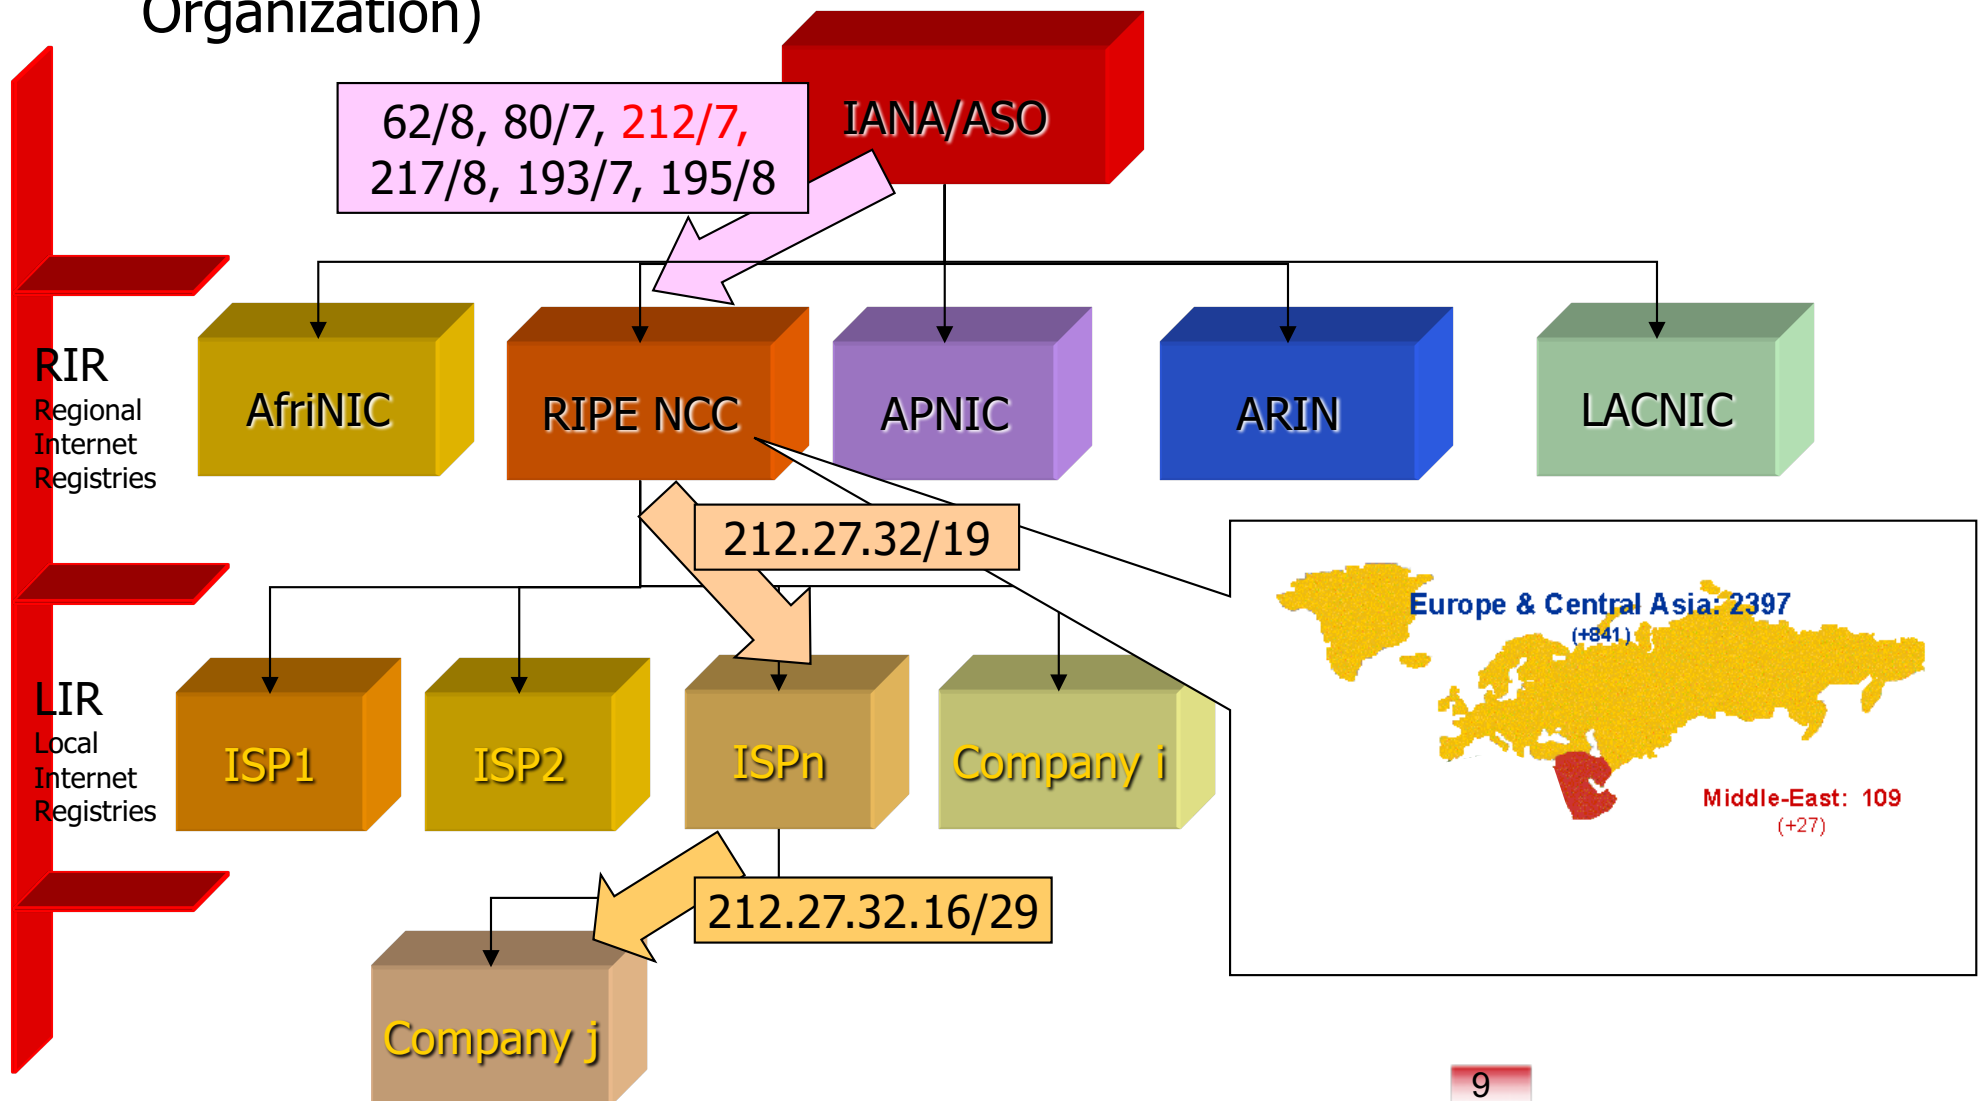 Organization)
IANA/ASO
62/8, 80/7, 212/7,
217/8, 193/7, 195/8
RIR
Regional
Internet
Registries
AfriNIC
RIPE NCC
APNIC
ARIN
LACNIC
212.27.32/19
Europe & Central Asia: 2397
(+841)
Middle-East: 109
(+27)
LIR
Local
Internet
Registries
ISP1
ISP2
ISPn
Company i
212.27.32.16/29
Company j
9